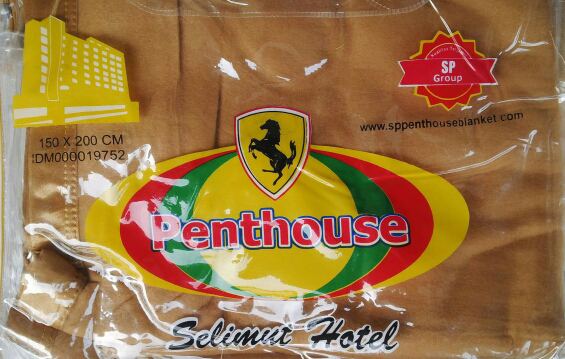 SP
Group
www.sppenthouseblanket.com
150 X 200 CM
IDM000019752
Penthouse
Selimut Hotel